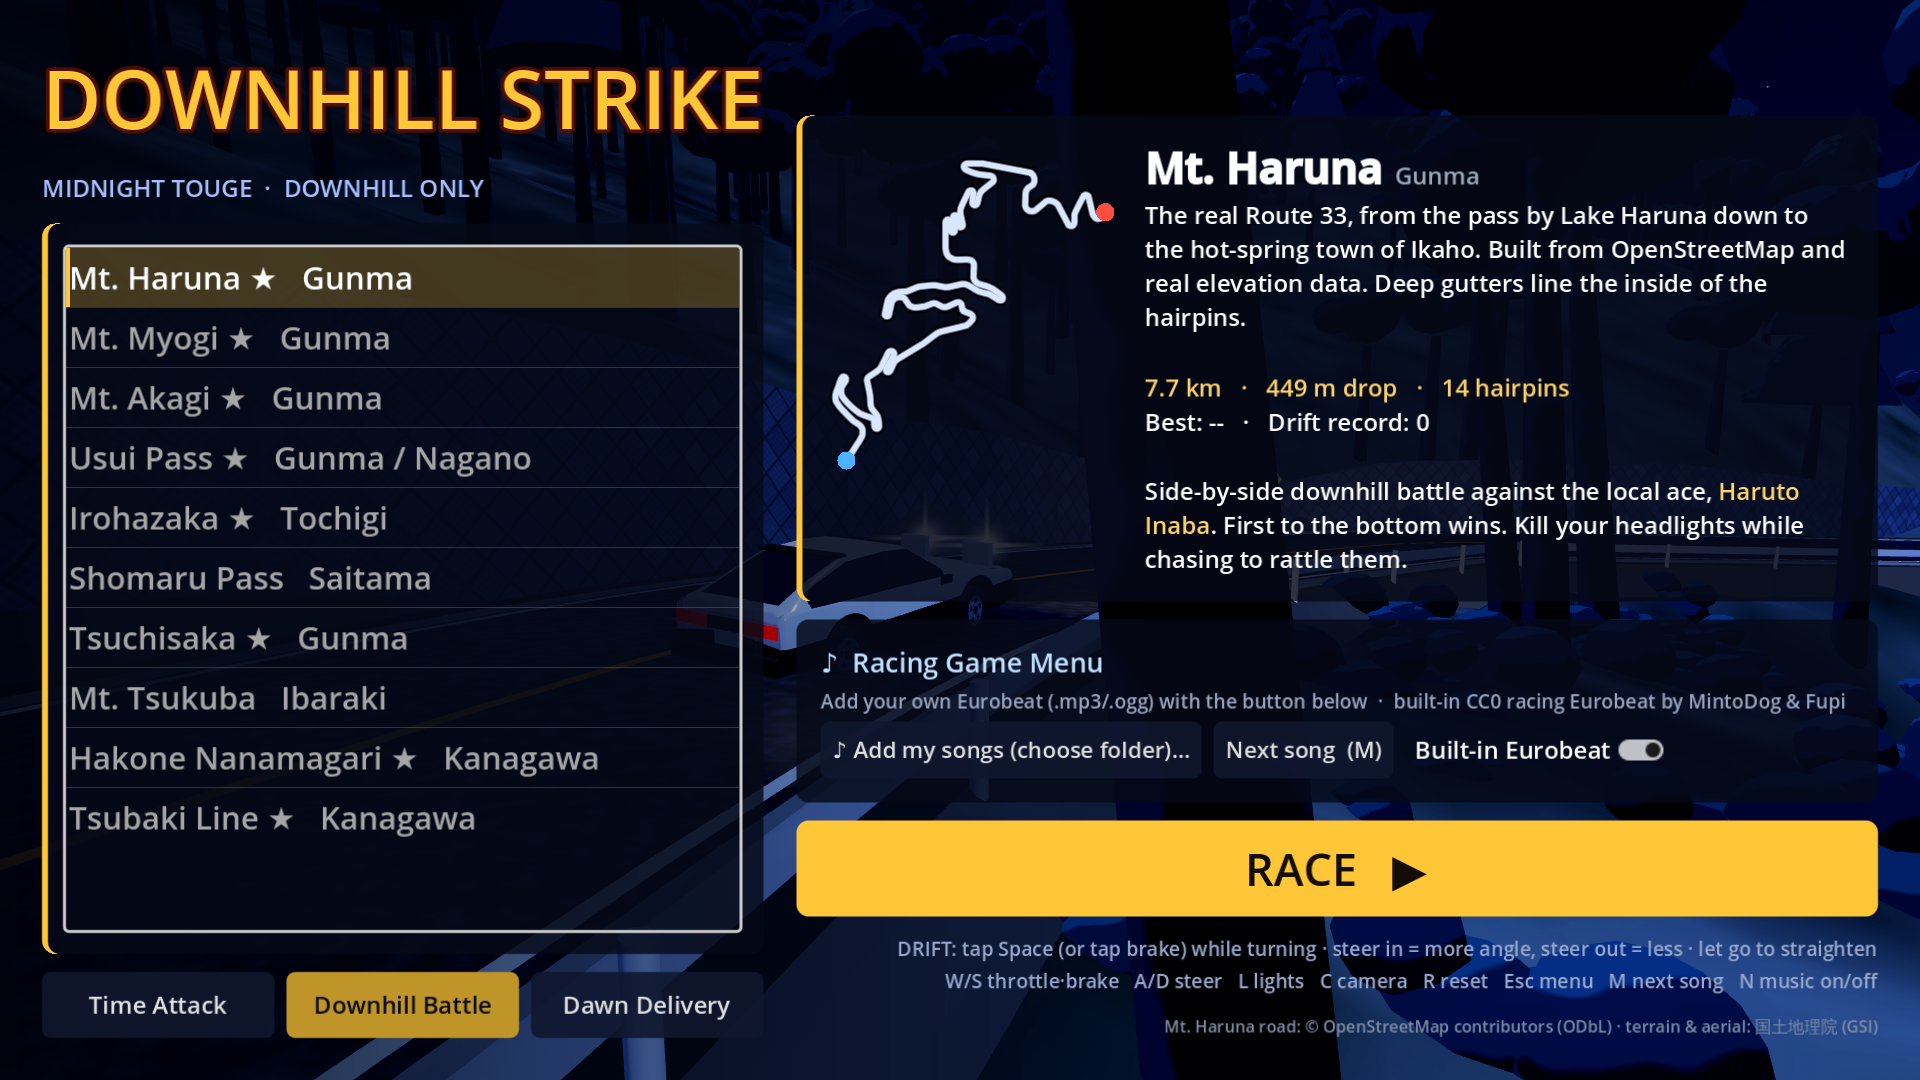 DOWNHILL STRIKE
MIDNIGHT TOUGE · DOWNHILL ONLY
Mt. Haruna ★ Gunma
Mt. Myogi ★ Gunma
Mt. Akagi ★ Gunma
Usui Pass ★ Gunma / Nagano
Irohazaka ★ Tochigi
Shomaru Pass Saitama
Tsuchisaka ★ Gunma
Mt. Tsukuba Ibaraki
Hakone Nanamagari ★ Kanagawa
Tsubaki Line ★ Kanagawa
Time Attack
Downhill Battle
Dawn Delivery
Mt. Haruna Gunma
The real Route 33, from the pass by Lake Haruna down to
the hot-spring town of Ikaho. Built from OpenStreetMap and
real elevation data. Deep gutters line the inside of the
hairpins.
7.7 km · 449 m drop · 14 hairpins
Best: -- · Drift record: 0
Side-by-side downhill battle against the local ace, Haruto
Inaba. First to the bottom wins. Kill your headlights while
chasing to rattle them.
♪ Racing Game Menu
Add your own Eurobeat (.mp3/.ogg) with the button below · built-in CC0 racing Eurobeat by MintoDog & Fupi
♪ Add my songs (choose folder)...
Next song (M)
Built-in Eurobeat
RACE ▶
DRIFT: tap Space (or tap brake) while turning · steer in = more angle, steer out = less · let go to straighten
W/S throttle·brake A/D steer L lights C camera R reset Esc menu M next song N music on/off
Mt. Haruna road: © OpenStreetMap contributors (ODbL) · terrain & aerial: 国土地理院 (GSI)